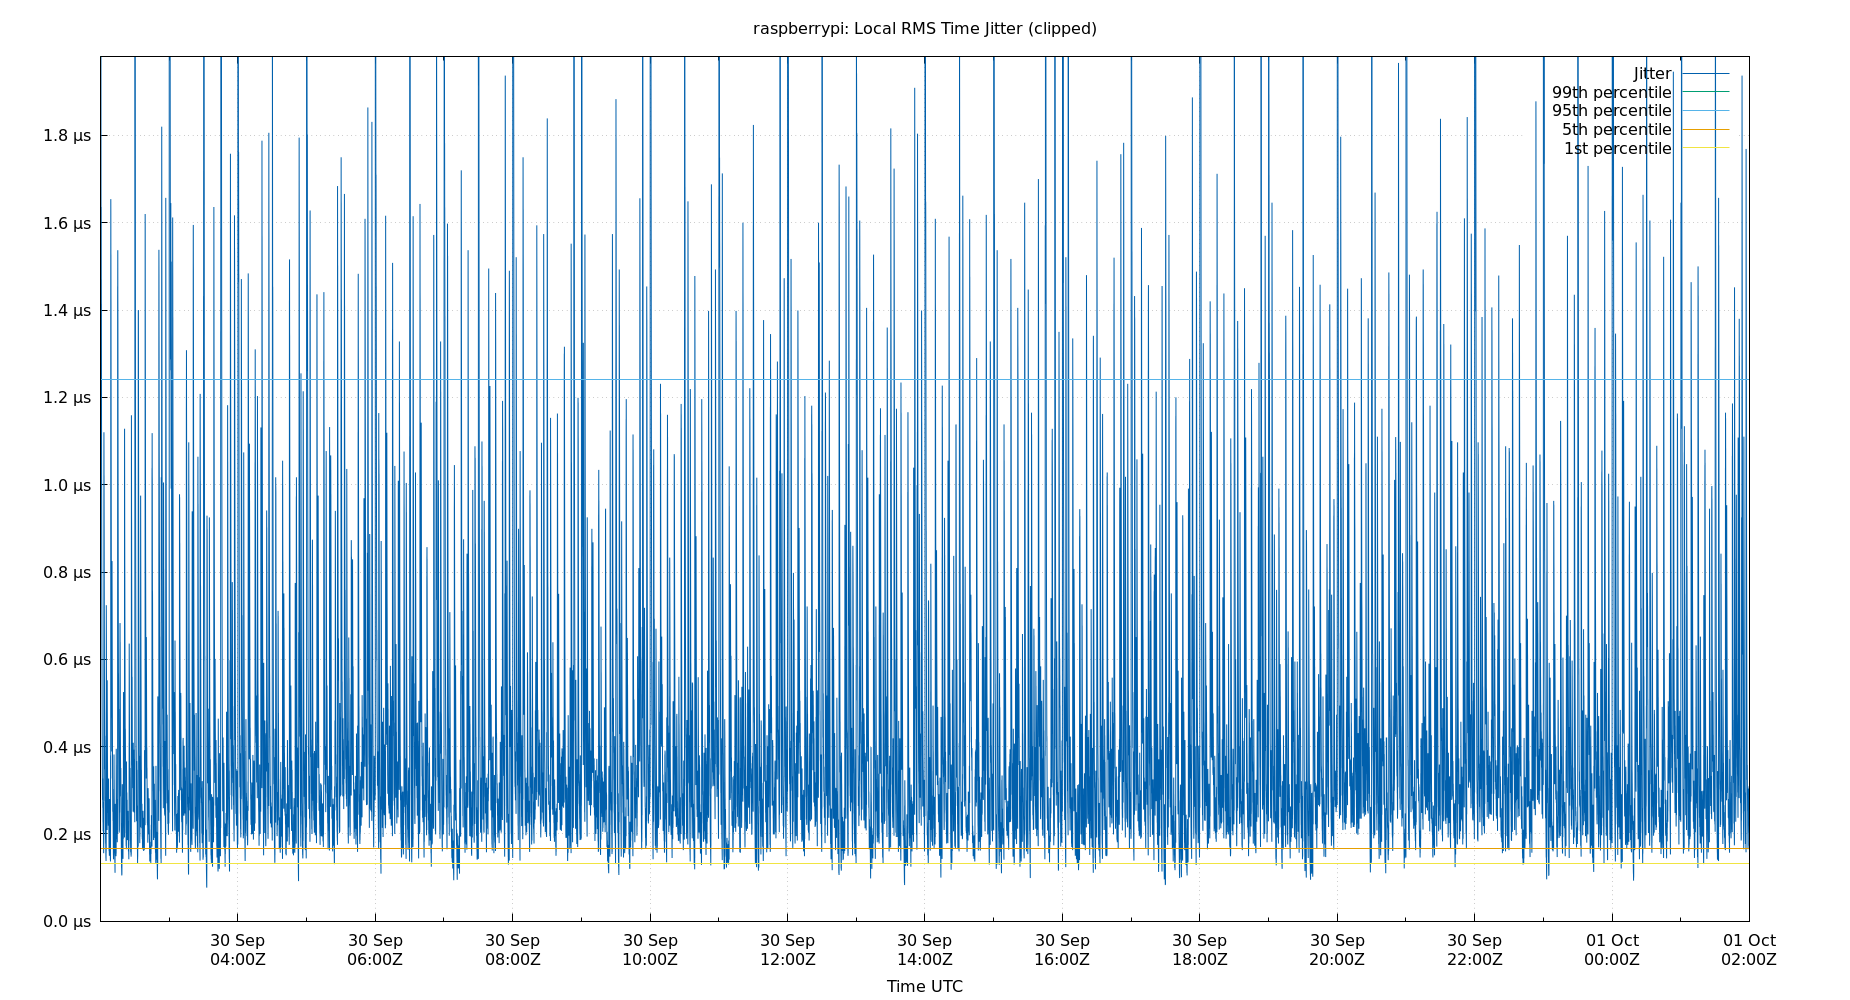 raspberrypi: Local RMS Time Jitter (clipped)
Jitter
99th percentile
95th percentile
5th percentile
1st percentile
1.8 µs
1.6 µs
1.4 µs
1.2 µs
1.0 µs
0.8 µs
0.6 µs
0.4 µs
0.2 µs
0.0 µs
30 Sep 30 Sep 30 Sep 30 Sep 30 Sep 30 Sep 30 Sep 30 Sep 30 Sep 30 Sep 01 Oct 01 Oct
04:00Z 06:00Z 08:00Z 10:00Z 12:00Z 14:00Z 16:00Z 18:00Z 20:00Z 22:00Z 00:00Z 02:00Z
Time UTC